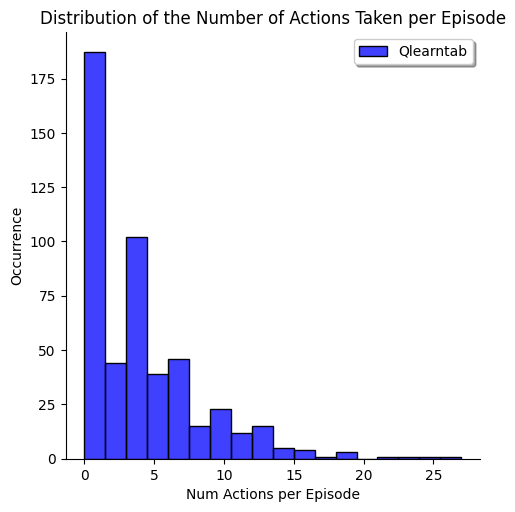 Distribution of the Number of Actions Taken per Episode
Qlearntab
Occurrence
175
150
125
100
75
50
25
0
0 5 10 15 20 25
Num Actions per Episode